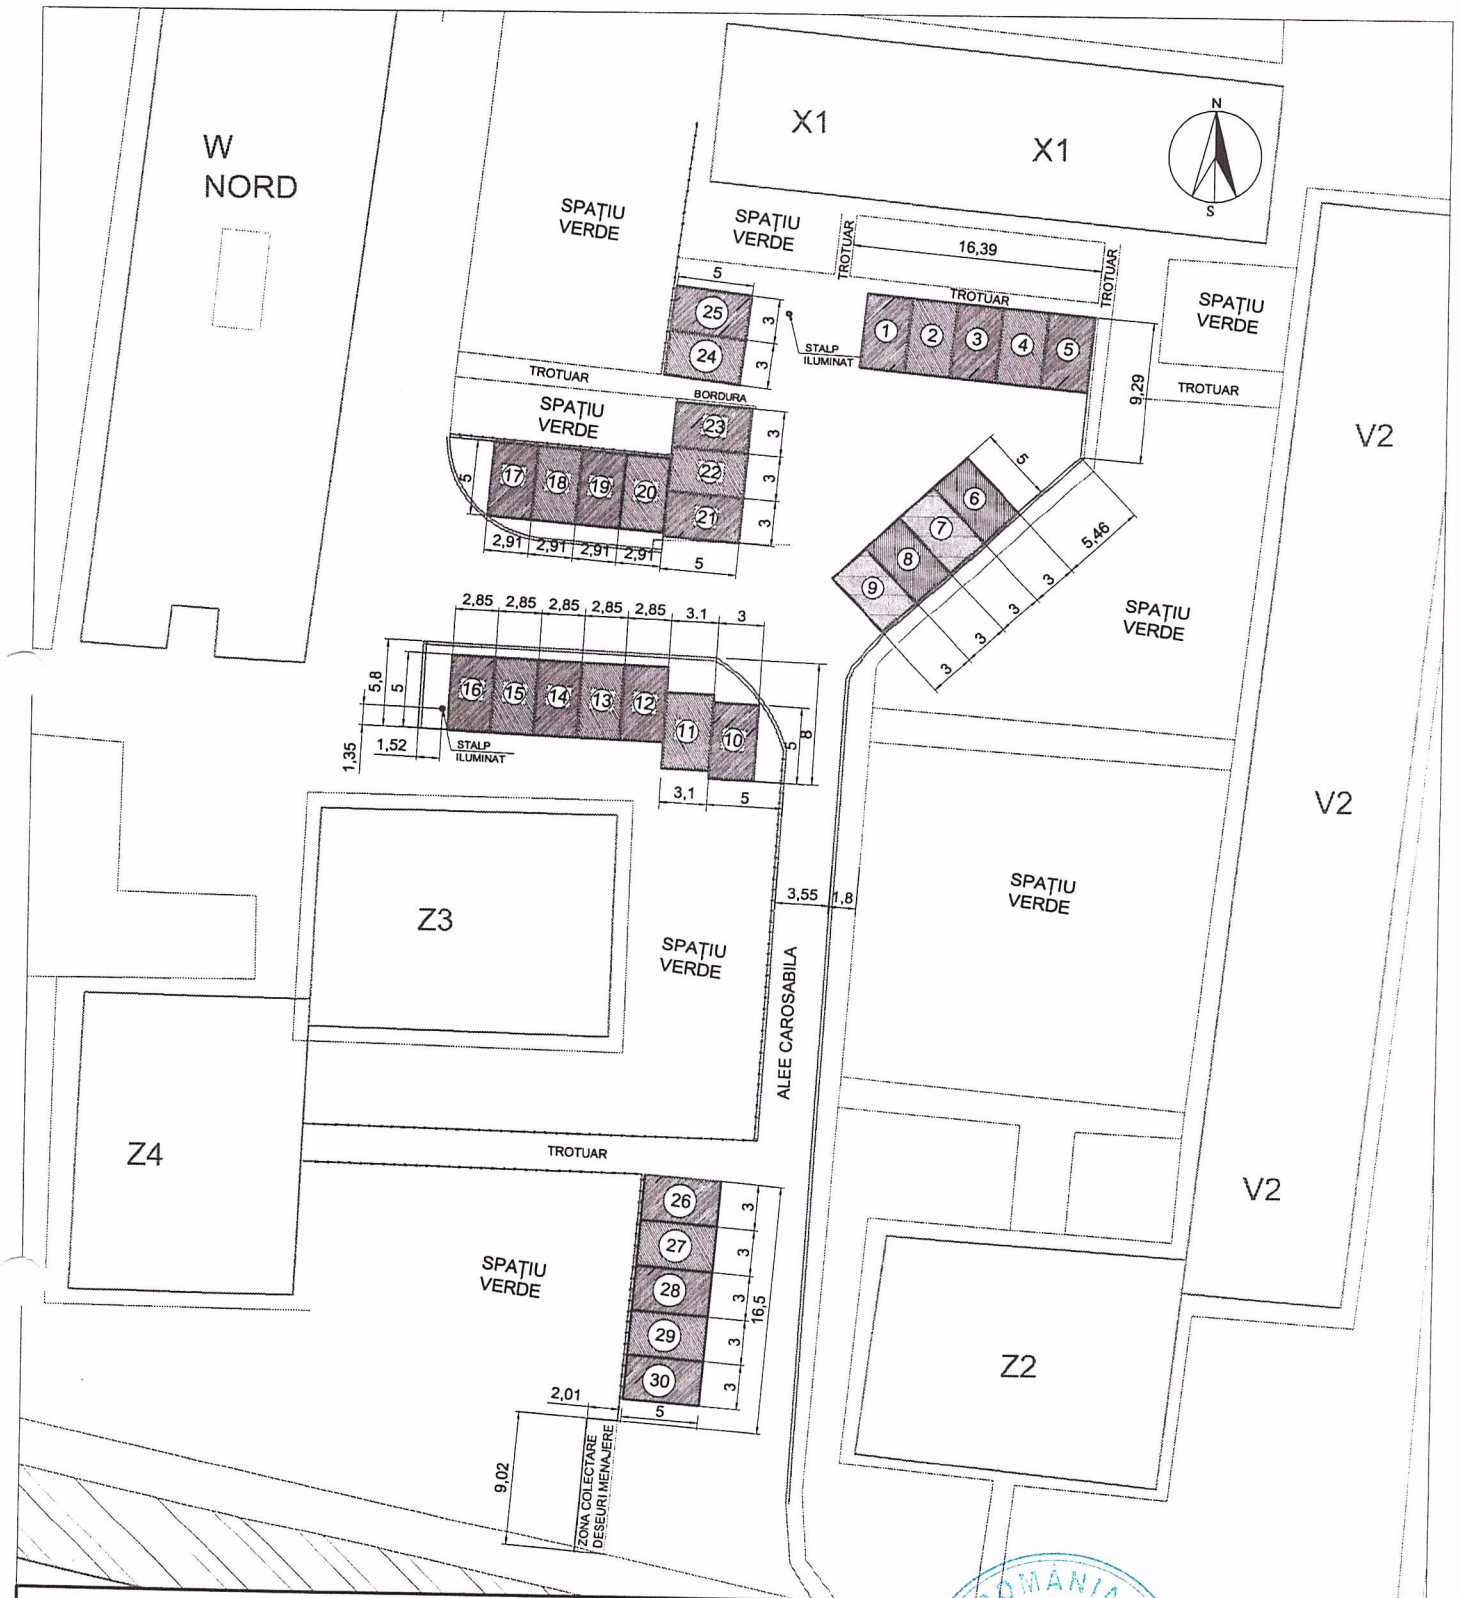 W
NORD
X1
X1
N
S
SPAȚIU
VERDE
SPAȚIU
VERDE
TROTUAR
16,39
TROTUAR
SPAȚIU
VERDE
5
25
3
24
3
STALP
ILUMINAT
TROTUAR
1
2
3
4
5
9,29
TROTUAR
TROTUAR
BORDURA
SPAȚIU
VERDE
23
3
22
3
21
3
5
17
18
19
20
2,91
2,91
2,91
2,91
5
V2
5
6
7
8
9
5,46
3
3
3
3
SPAȚIU
VERDE
2,85
2,85
2,85
2,85
2,85
3.1
3
5,8
5
16
15
14
13
12
11
10
5
8
1,35
1,52
STALP
ILUMINAT
3,1
5
V2
Z3
SPAȚIU
VERDE
3,55
1,8
SPAȚIU
VERDE
ALEE CAROSABILA
Z4
TROTUAR
V2
SPAȚIU
VERDE
26
3
27
3
28
3
29
3
30
3
16,5
5
2,01
9,02
ZONA COLECTARE
DESEURI MENAJERE
Z2
ROMÂNIA